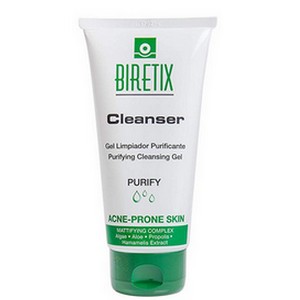 BIRETIX
Cleanser
Gel Limpiador Purificante
Purifying Cleansing Gel
PURIFY
ACNE-PRONE SKIN
MATTIFYING COMPLEX
Algae • Aloe • Propolis •
Hamamelis Extract